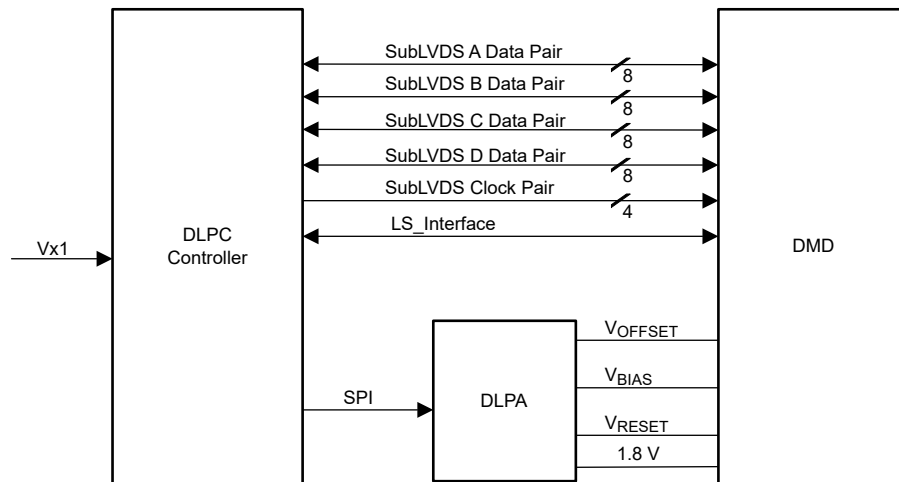 SubLVDS A Data Pair
8
SubLVDS B Data Pair
8
SubLVDS C Data Pair
8
SubLVDS D Data Pair
8
SubLVDS Clock Pair
4
LS_Interface
Vx1
DLPC
Controller
DMD
SPI
DLPA
VOFFSET
VBIAS
VRESET
1.8 V